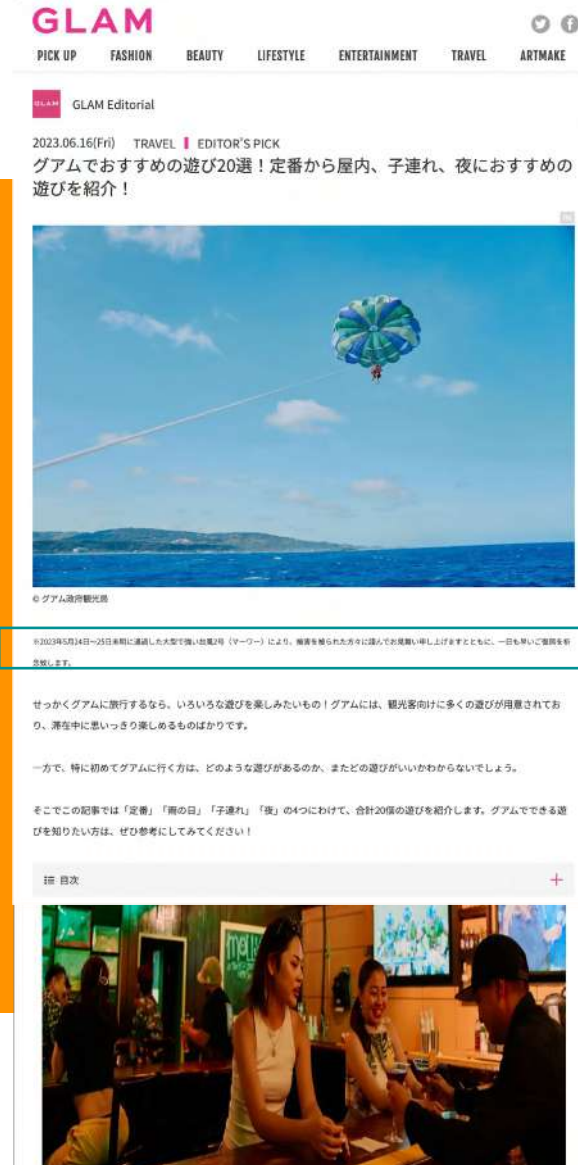 GLAM
PICK UP FASHION BEAUTY LIFESTYLE ENTERTAINMENT TRAVEL ARTMAKE
GLAM GLAM Editorial
2023.06.16(Fri) TRAVEL EDITOR'S PICK
グアムでおすすめの遊び20選！定番から屋内、子連れ、夜におすすめの
遊びを紹介！
© グアム政府観光局
※2023年5月24日〜25日未明に通過した大型で強い台風2号（マーワー）により、被害を被られた方々に謹んでお見舞い申し上げますとともに、一日も早いご復興を祈
念致します。
せっかくグアムに旅行するなら、いろいろな遊びを楽しみたいもの！グアムには、観光客向けに多くの遊びが用意されてお
り、滞在中に思いっきり楽しめるものばかりです。
一方で、特に初めてグアムに行く方は、どのような遊びがあるのか、またどの遊びがいいかわからないでしょう。
そこでこの記事では「定番」「雨の日」「子連れ」「夜」の4つにわけて、合計20個の遊びを紹介します。グアムでできる遊
びを知りたい方は、ぜひ参考にしてみてください！
目次